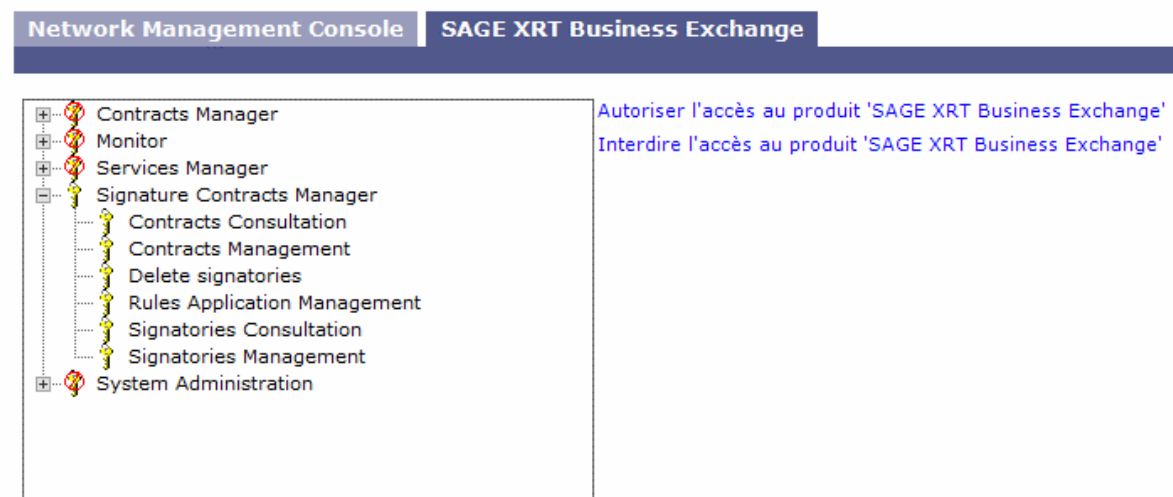 Network Management Console
SAGE XRT Business Exchange
Contracts Manager
Monitor
Services Manager
Signature Contracts Manager
Contracts Consultation
Contracts Management
Delete signatories
Rules Application Management
Signatories Consultation
Signatories Management
System Administration
Autoriser l'accès au produit 'SAGE XRT Business Exchange'
Interdire l'accès au produit 'SAGE XRT Business Exchange'